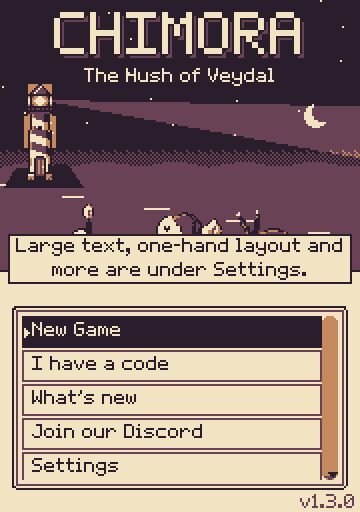 CHIMORA
The Hush of Veydal
Large text, one-hand layout and
more are under Settings.
New Game
I have a code
What's new
Join our Discord
Settings
v1.3.0